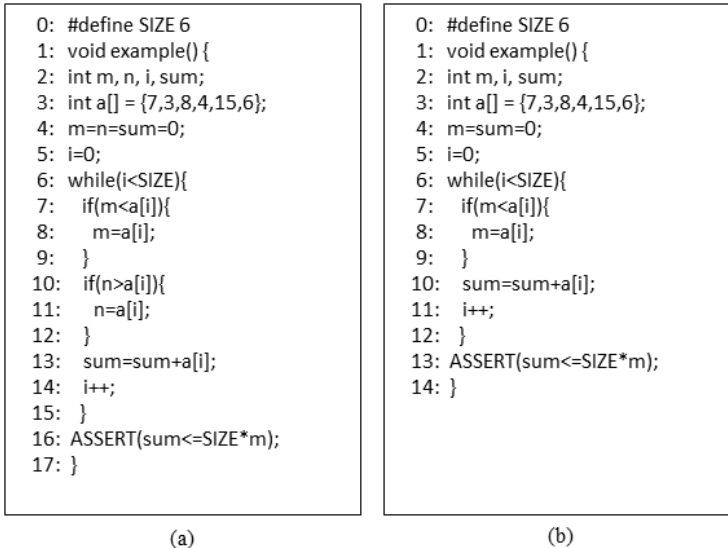 0: #define SIZE 6
1: void example() {
2: int m, n, i, sum;
3: int a[] = {7,3,8,4,15,6};
4: m=n=sum=0;
5: i=0;
6: while(i<SIZE){
7: if(m<a[i]){
8: m=a[i];
9: }
10: if(n>a[i]){
11: n=a[i];
12: }
13: sum=sum+a[i];
14: i++;
15: }
16: ASSERT(sum<=SIZE*m);
17: }
(a)
0: #define SIZE 6
1: void example() {
2: int m, i, sum;
3: int a[] = {7,3,8,4,15,6};
4: m=sum=0;
5: i=0;
6: while(i<SIZE){
7: if(m<a[i]){
8: m=a[i];
9: }
10: sum=sum+a[i];
11: i++;
12: }
13: ASSERT(sum<=SIZE*m);
14: }
(b)